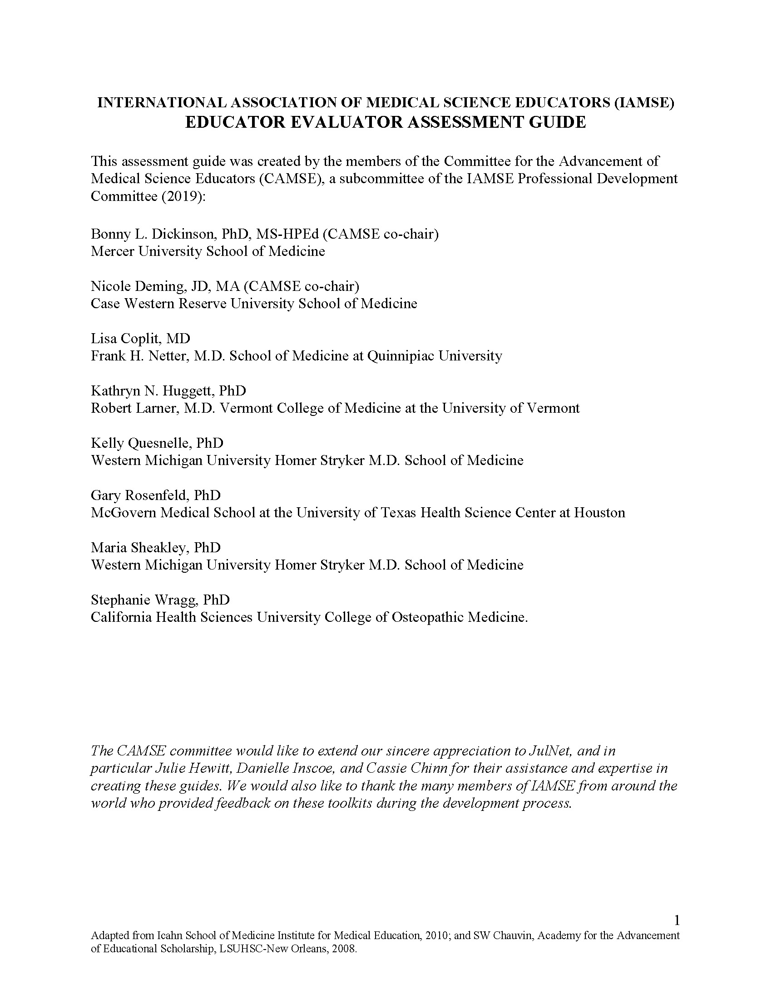 INTERNATIONAL ASSOCIATION OF MEDICAL SCIENCE EDUCATORS (IAMSE)
EDUCATOR EVALUATOR ASSESSMENT GUIDE
This assessment guide was created by the members of the Committee for the Advancement of
Medical Science Educators (CAMSE), a subcommittee of the IAMSE Professional Development
Committee (2019):
Bonny L. Dickinson, PhD, MS-HPEd (CAMSE co-chair)
Mercer University School of Medicine
Nicole Deming, JD, MA (CAMSE co-chair)
Case Western Reserve University School of Medicine
Lisa Coplit, MD
Frank H. Netter, M.D. School of Medicine at Quinnipiac University
Kathryn N. Huggett, PhD
Robert Larner, M.D. Vermont College of Medicine at the University of Vermont
Kelly Quesnelle, PhD
Western Michigan University Homer Stryker M.D. School of Medicine
Gary Rosenfeld, PhD
McGovern Medical School at the University of Texas Health Science Center at Houston
Maria Sheakley, PhD
Western Michigan University Homer Stryker M.D. School of Medicine
Stephanie Wragg, PhD
California Health Sciences University College of Osteopathic Medicine.
The CAMSE committee would like to extend our sincere appreciation to JulNet, and in
particular Julie Hewitt, Danielle Inscoe, and Cassie Chinn for their assistance and expertise in
creating these guides. We would also like to thank the many members of IAMSE from around the
world who provided feedback on these toolkits during the development process.
1
Adapted from Icahn School of Medicine Institute for Medical Education, 2010; and SW Chauvin, Academy for the Advancement
of Educational Scholarship, LSUHSC-New Orleans, 2008.